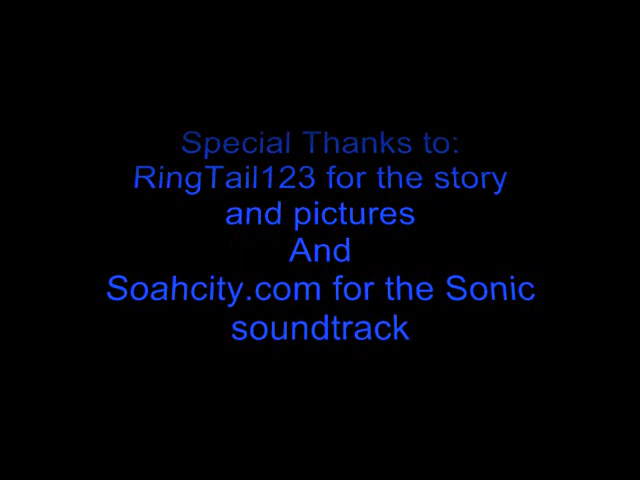 Special Thanks to:
RingTail123 for the story
and pictures
And
Soahcity.com for the Sonic
soundtrack